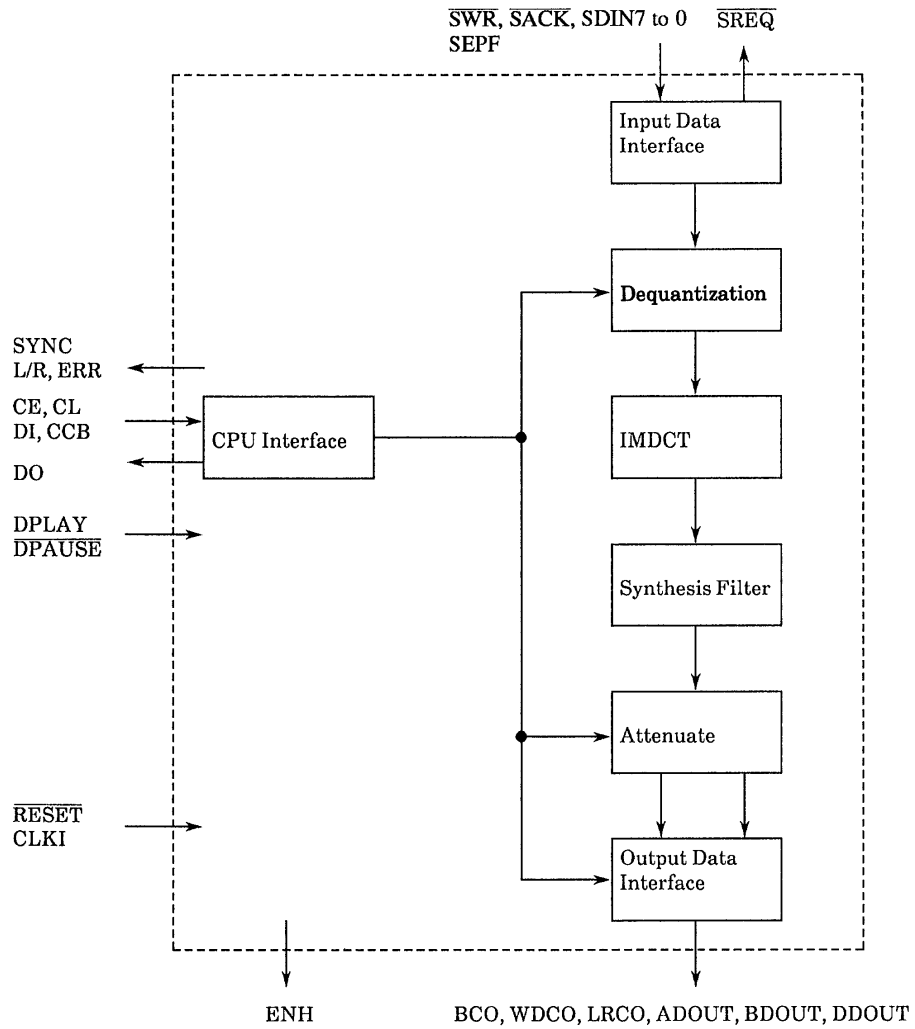 SWR, SACK, SDIN7 to 0
SEPF
SREQ
Input Data
Interface
Dequantization
SYNC
L/R, ERR
CE, CL
DI, CCB
DO
CPU Interface
IMDCT
DPLAY
DPAUSE
Synthesis Filter
Attenuate
RESET
CLKI
Output Data
Interface
ENH
BCO, WDCO, LRCO, ADOUT, BDOUT, DDOUT